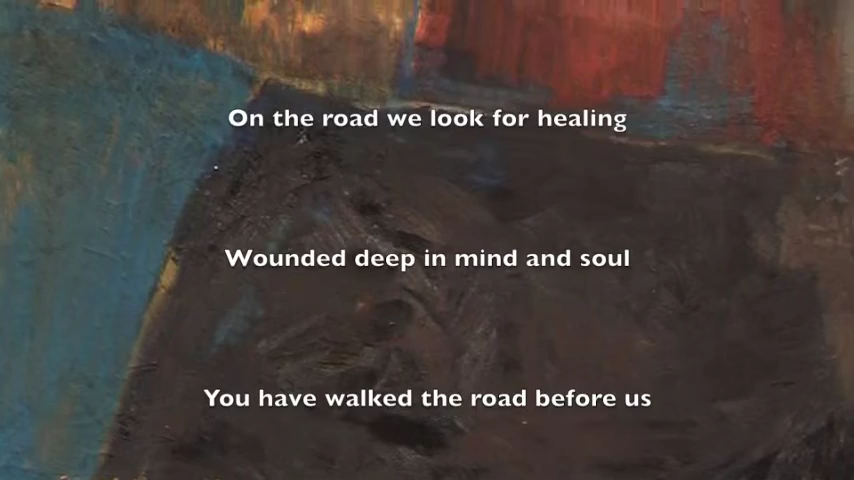 On the road we look for healing
Wounded deep in mind and soul
You have walked the road before us